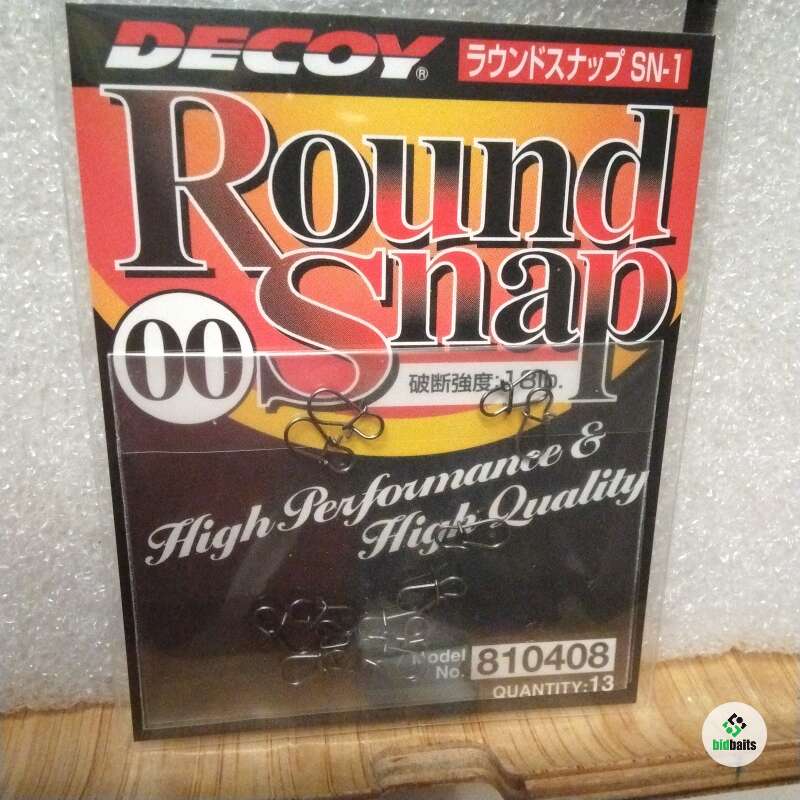 DECOY® ラウンドスナップ SN-1
Round
Snap
00
破断強度:18lb.
High Performance &
High Quality
Model
No. 810408
QUANTITY:13
bidbaits